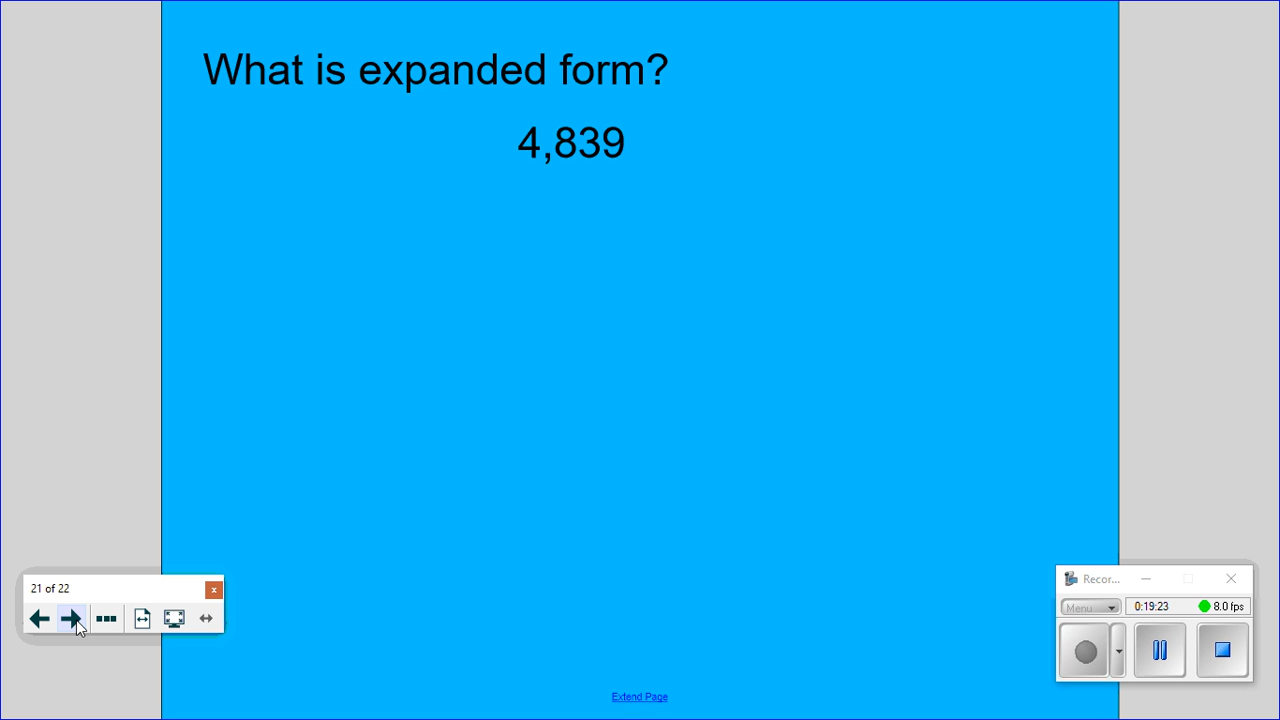 What is expanded form?
4,839
21 of 22
x
Recor...
Menu
0:19:23
8.0 fps
Extend Page